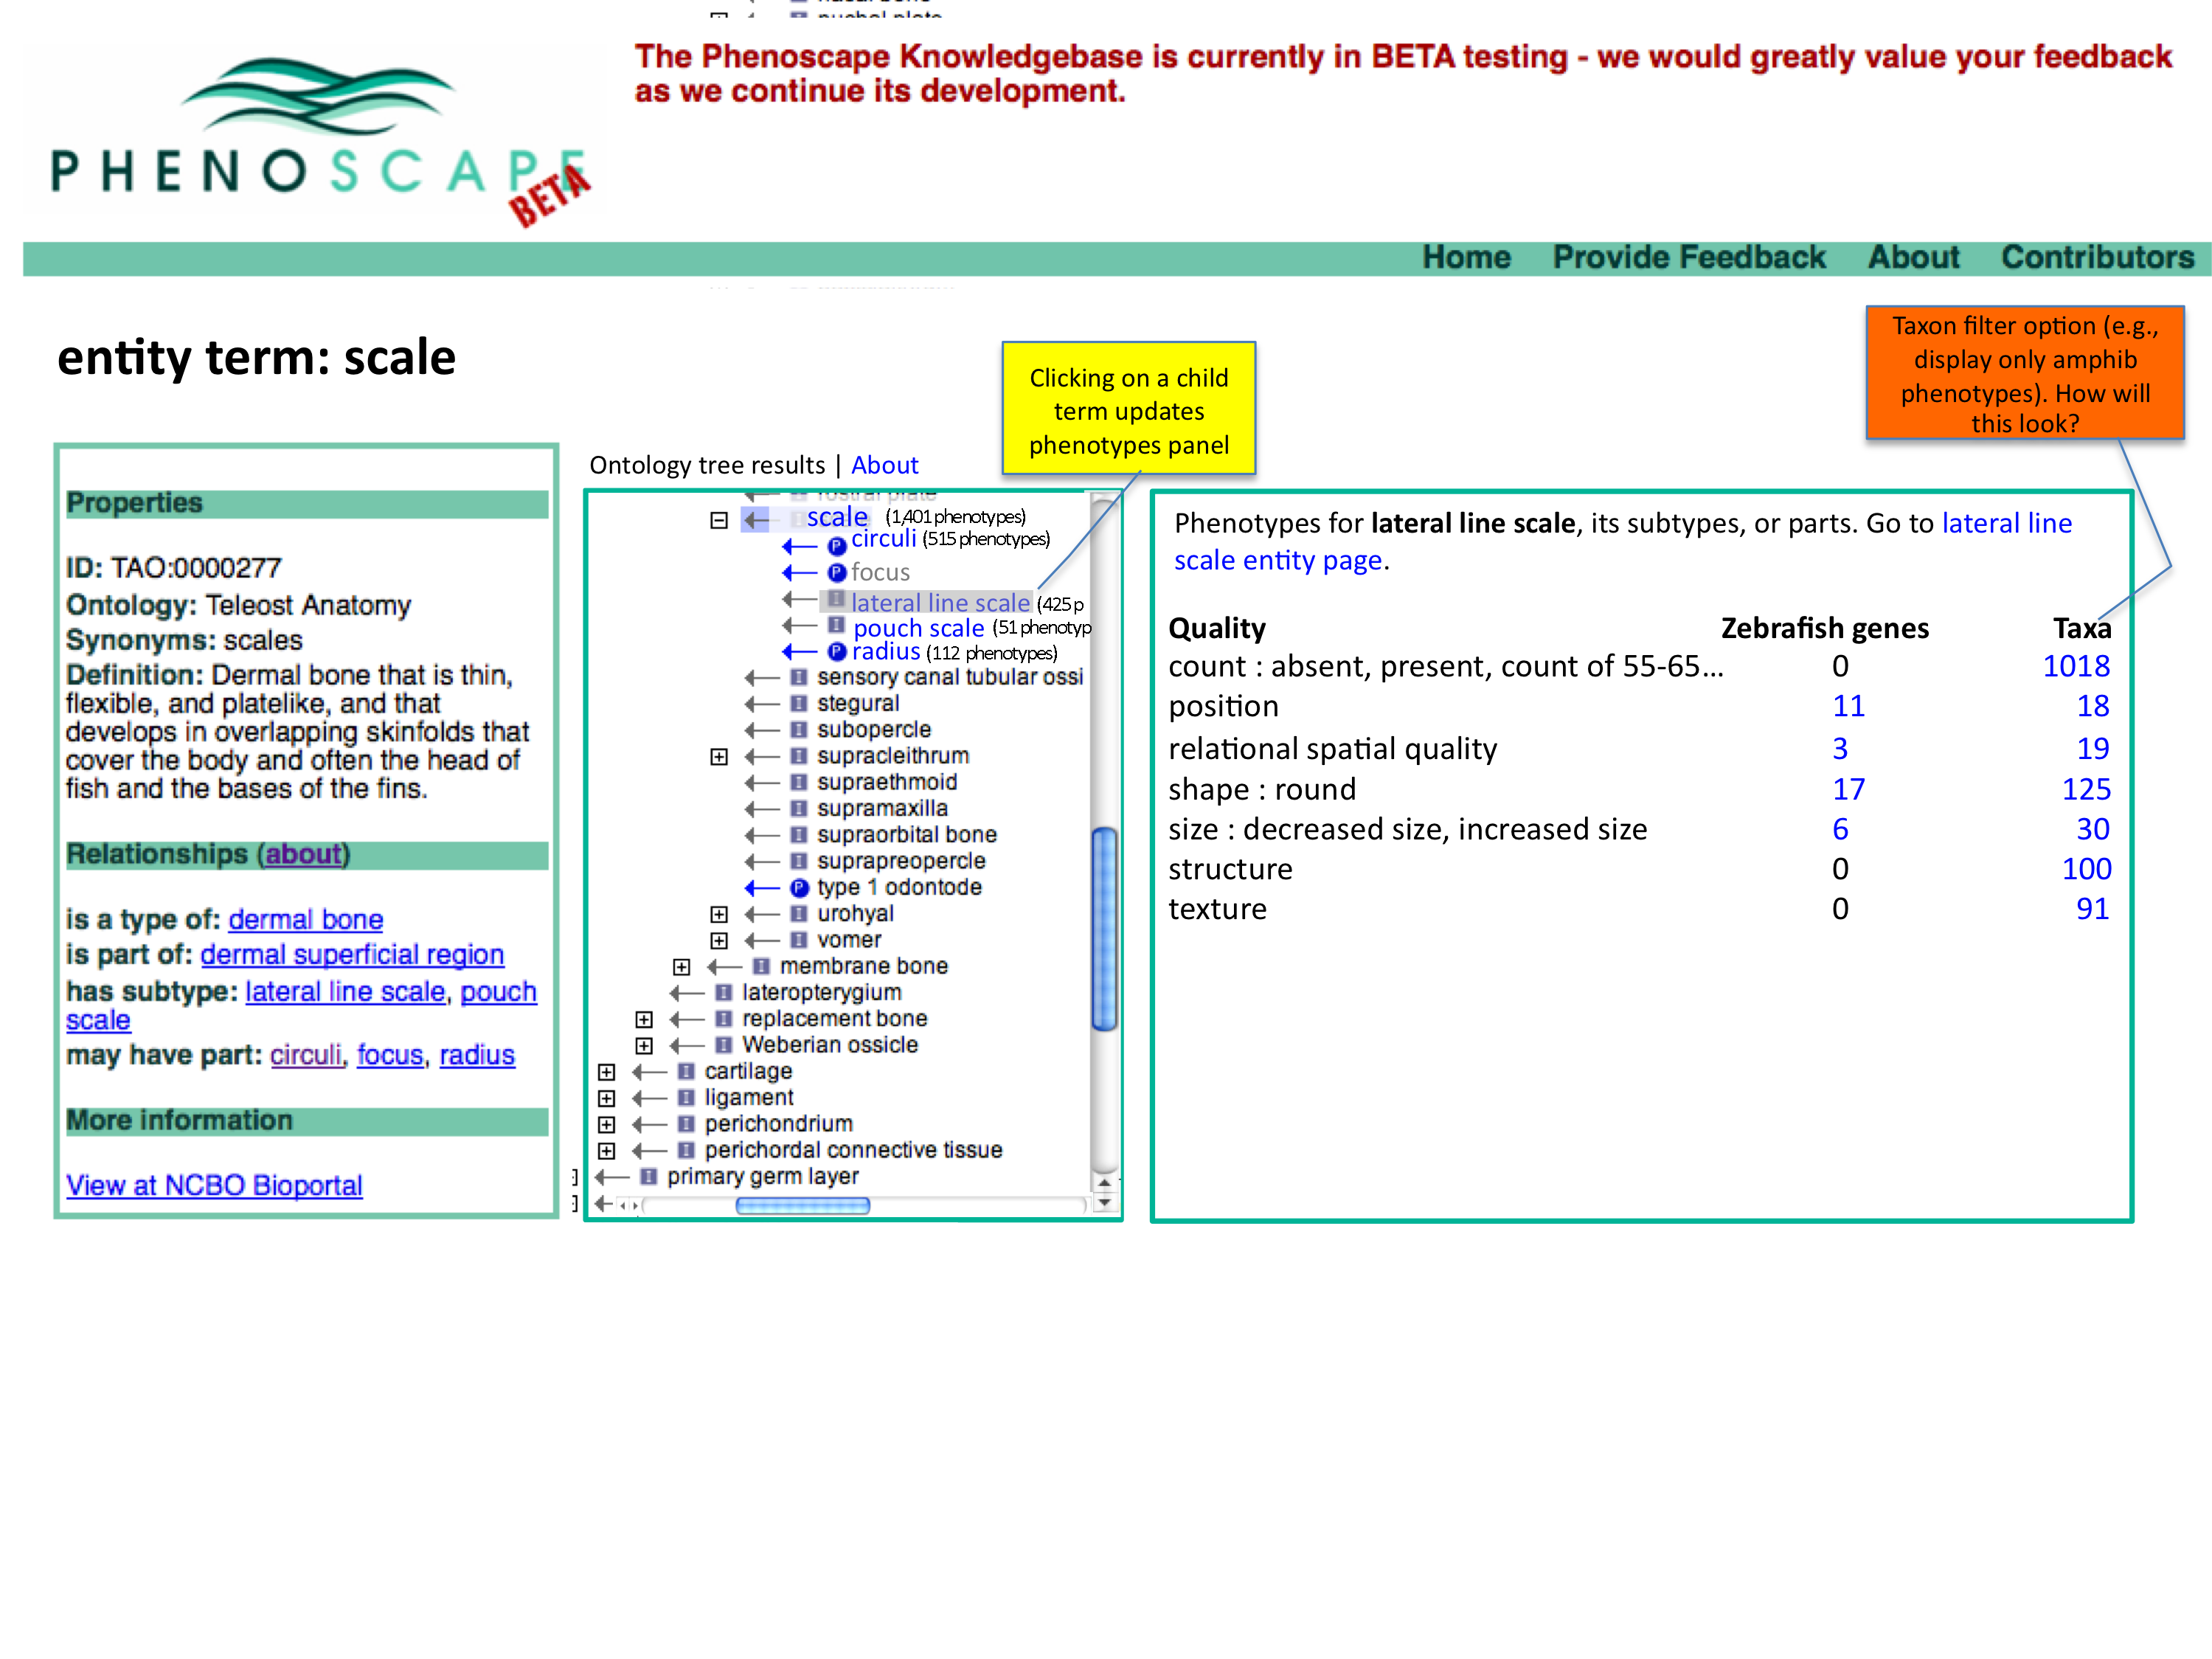 The Phenoscape Knowledgebase is currently in BETA testing - we would greatly value your feedback
as we continue its development.
PHENOSCAPE
BETA
Home Provide Feedback About Contributors
entity term: scale
Clicking on a child
term updates
phenotypes panel
Taxon filter option (e.g.,
display only amphib
phenotypes). How will
this look?
Properties
ID: TAO:0000277
Ontology: Teleost Anatomy
Synonyms: scales
Definition: Dermal bone that is thin,
flexible, and platelike, and that
develops in overlapping skinfolds that
cover the body and often the head of
fish and the bases of the fins.
Relationships (about)
is a type of: dermal bone
is part of: dermal superficial region
has subtype: lateral line scale, pouch
scale
may have part: circuli, focus, radius
More information
View at NCBO Bioportal
Ontology tree results | About
scale (1,401 phenotypes)
circuli (515 phenotypes)
focus
lateral line scale (425 p
pouch scale (51 phenotyp
radius (112 phenotypes)
sensory canal tubular ossi
stegural
subopercle
supracleithrum
supraethmoid
supramaxilla
supraorbital bone
suprapreopercle
type 1 odontode
urohyal
vomer
membrane bone
lateropterygium
replacement bone
Weberian ossicle
cartilage
ligament
perichondrium
perichordal connective tissue
primary germ layer
Phenotypes for lateral line scale, its subtypes, or parts. Go to lateral line
scale entity page.
Quality Zebrafish genes Taxa
count : absent, present, count of 55-65... 0 1018
position 11 18
relational spatial quality 3 19
shape : round 17 125
size : decreased size, increased size 6 30
structure 0 100
texture 0 91